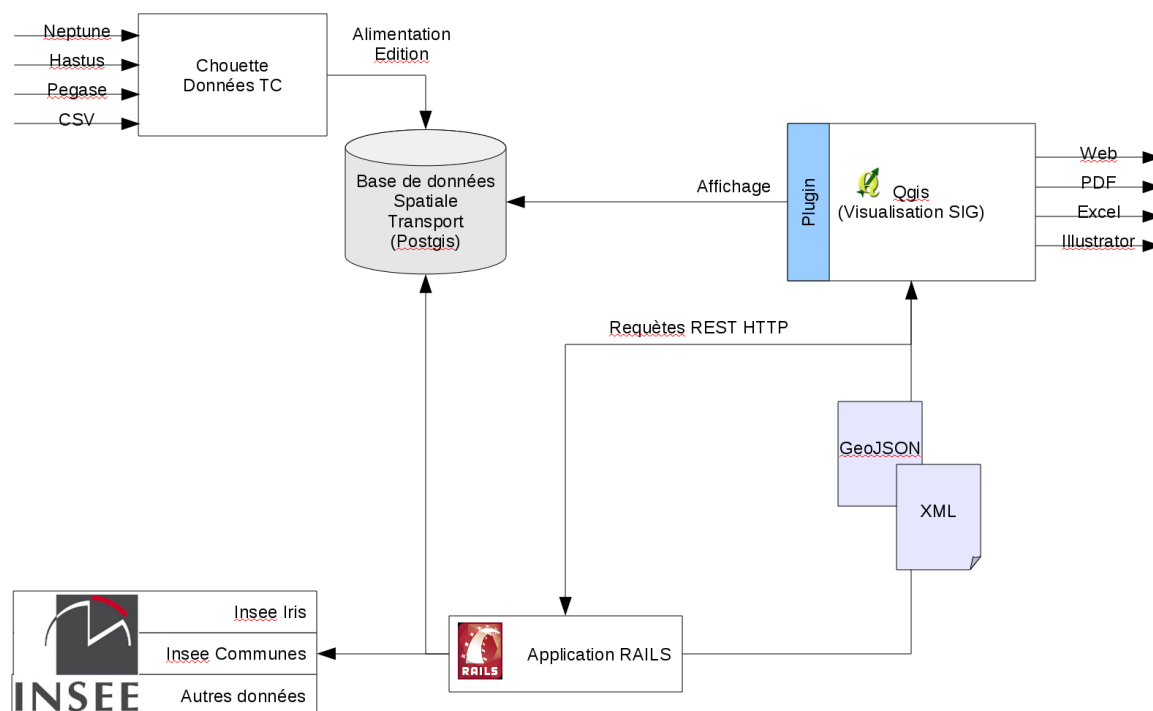 Neptune
Hastus
Pegase
CSV
Chouette
Données TC
Alimentation
Edition
Base de données
Spatiale
Transport
(Postgis)
Affichage
Plugin
Qgis
(Visualisation SIG)
Web
PDF
Excel
Illustrator
Requètes REST HTTP
GeoJSON
XML
INSEE
Insee Iris
Insee Communes
Autres données
RAILS
Application RAILS